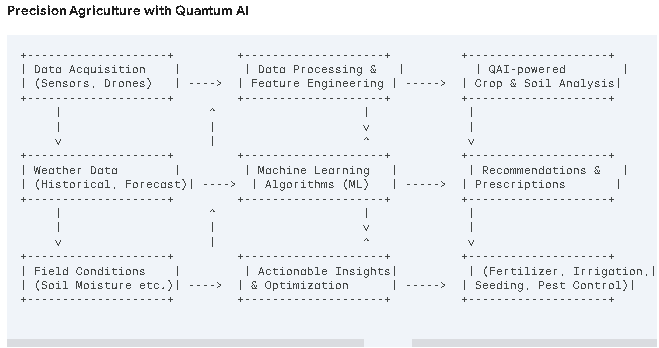 Precision Agriculture with Quantum AI
Data Acquisition
(Sensors, Drones)
Data Processing &
Feature Engineering
QAI-powered
Crop & Soil Analysis
Weather Data
(Historical, Forecast)
Machine Learning
Algorithms (ML)
Recommendations &
Prescriptions
Field Conditions
(Soil Moisture etc.)
Actionable Insights
& Optimization
(Fertilizer, Irrigation,
Seeding, Pest Control)